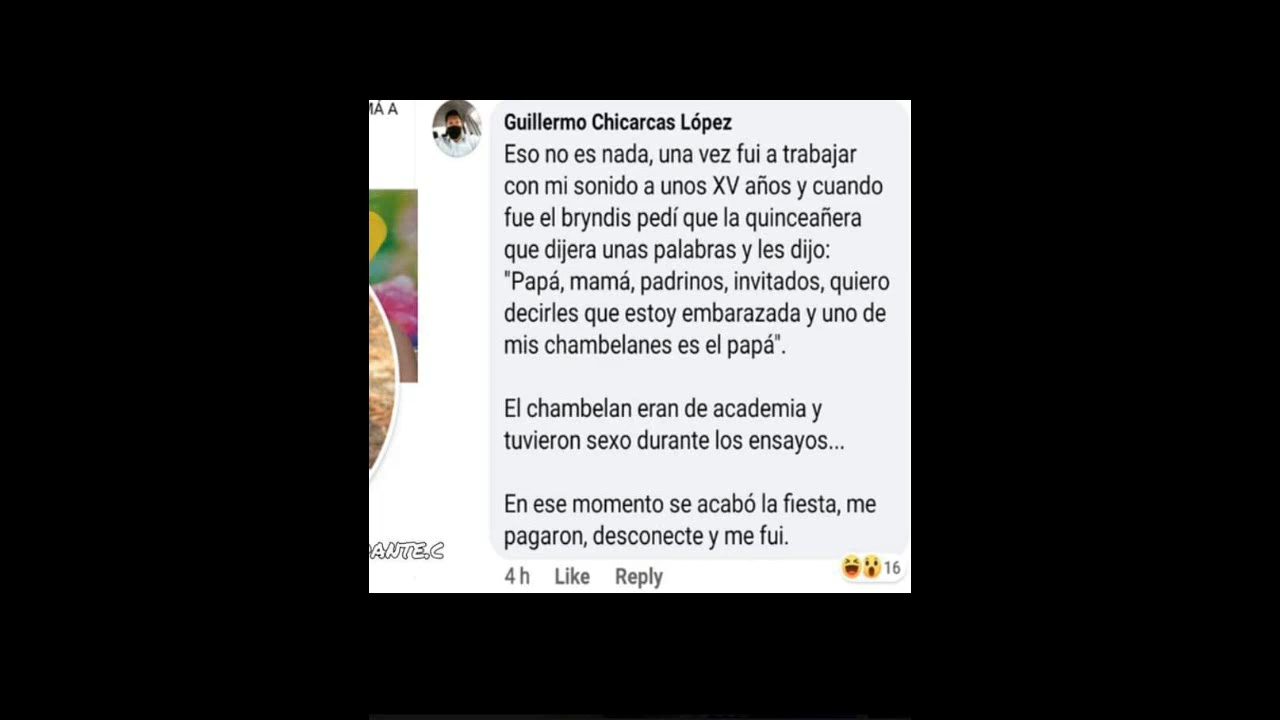 MÁ A
Guillermo Chicarcas López
Eso no es nada, una vez fui a trabajar
con mi sonido a unos XV años y cuando
fue el bryndis pedí que la quinceañera
que dijera unas palabras y les dijo:
"Papá, mamá, padrinos, invitados, quiero
decirles que estoy embarazada y uno de
mis chambelanes es el papá".
El chambelan eran de academia y
tuvieron sexo durante los ensayos...
En ese momento se acabó la fiesta, me
pagaron, desconecte y me fui.
DANTE.C
4 h Like Reply 16